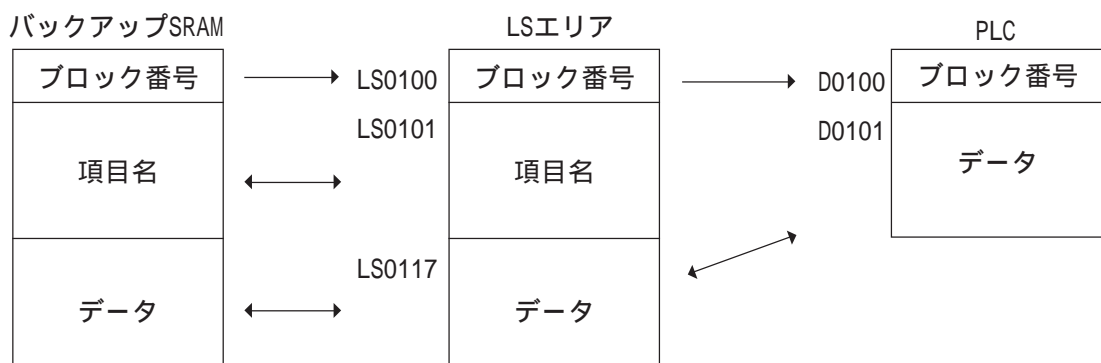 バックアップSRAM
LSエリア
PLC
ブロック番号
LS0100
ブロック番号
D0100
ブロック番号
LS0101
D0101
項目名
項目名
データ
LS0117
データ
データ